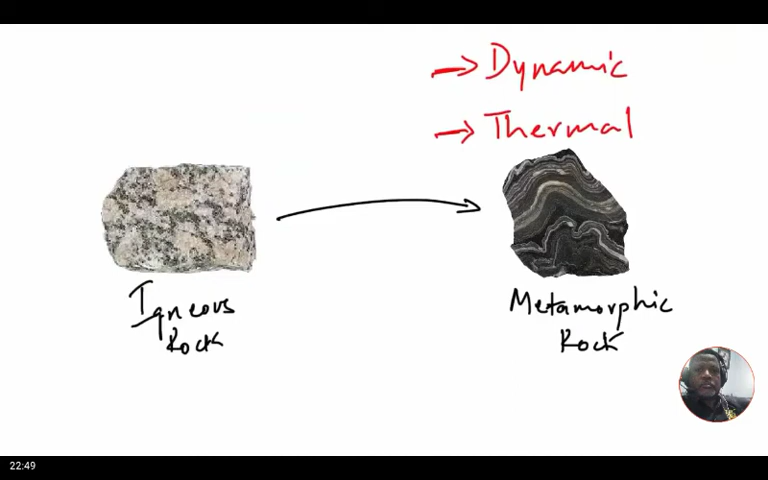 → Dynamic
→ Thermal
Igneous
Rock
Metamorphic
Rock
22:49